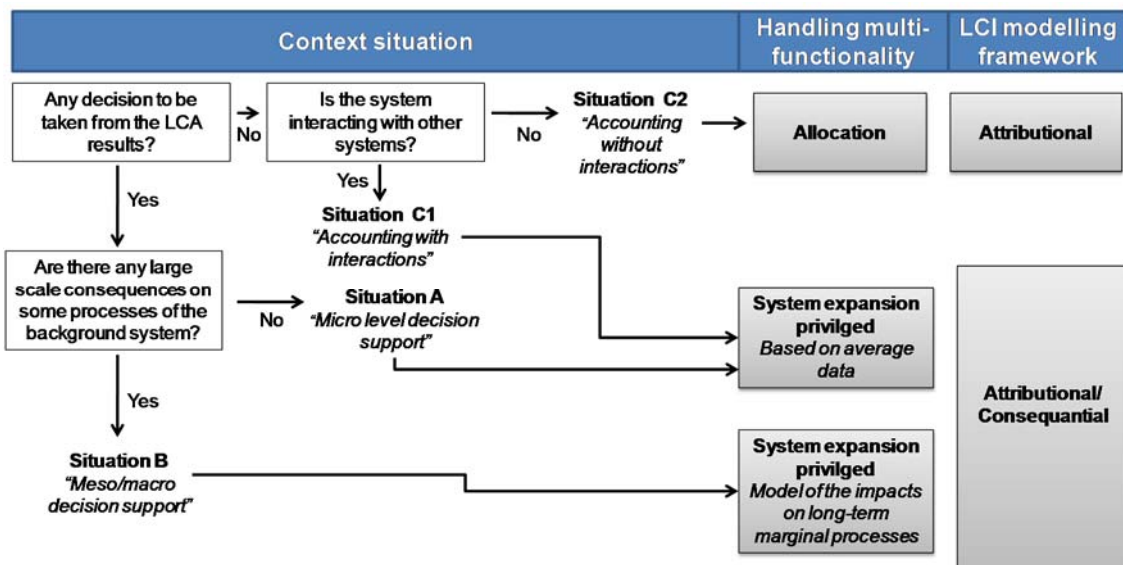 Context situation
Handling multi-
functionality
LCI modelling
framework
Any decision to be
taken from the LCA
results?
No
Is the system
interacting with other
systems?
No
Situation C2
"Accounting
without
interactions"
Allocation
Attributional
Yes
Yes
Situation C1
"Accounting with
interactions"
Are there any large
scale consequences on
some processes of the
background system?
No
Situation A
"Micro level decision
support"
System expansion
privilged
Based on average
data
Attributional/
Consequantial
Yes
Situation B
"Meso/macro
decision support"
System expansion
privilged
Model of the impacts
on long-term
marginal processes